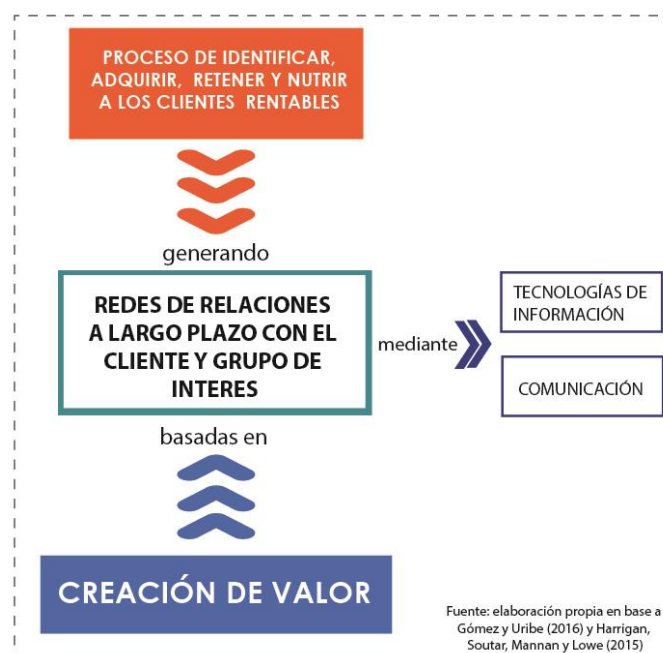 PROCESO DE IDENTIFICAR,
ADQUIRIR, RETENER Y NUTRIR
A LOS CLIENTES RENTABLES
generando
REDES DE RELACIONES
A LARGO PLAZO CON EL
CLIENTE Y GRUPO DE
INTERES
mediante
TECNOLOGÍAS DE
INFORMACIÓN
COMUNICACIÓN
basadas en
CREACIÓN DE VALOR
Fuente: elaboración propia en base a
Gómez y Uribe (2016) y Harrigan,
Soutar, Mannan y Lowe (2015)